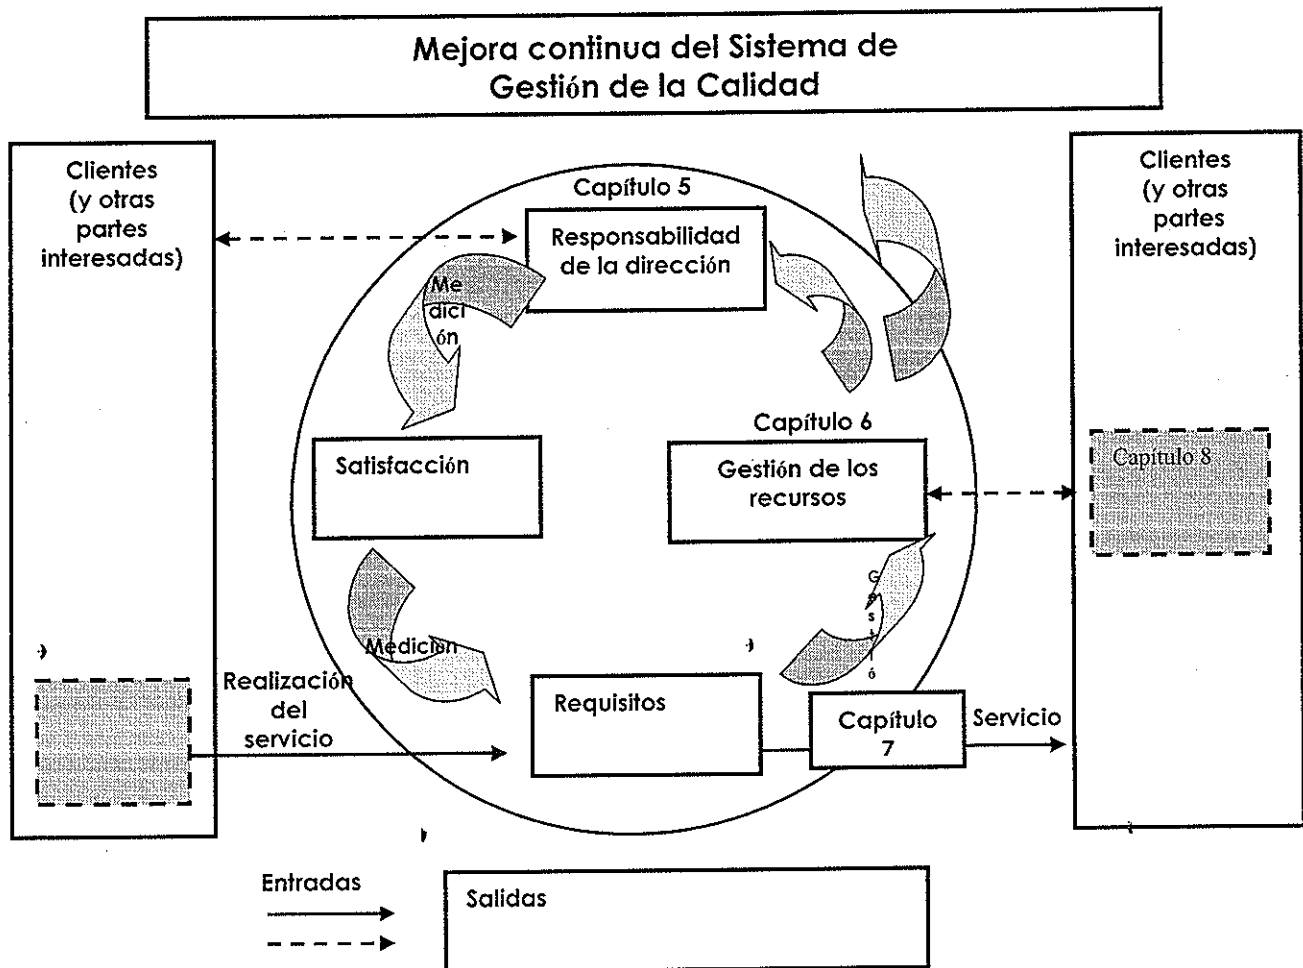 Mejora continua del Sistema de
Gestión de la Calidad
Clientes
(y otras
partes
interesadas)
Capítulo 5
Responsabilidad
de la dirección
Clientes
(y otras
partes
interesadas)
Me
dici
ón
Capítulo 6
Satisfacción
Gestión de los
recursos
Capítulo 8
G
e
s
t
i
ó
Medición
Realización
del
servicio
Requisitos
Capítulo
7
Servicio
Entradas
Salidas